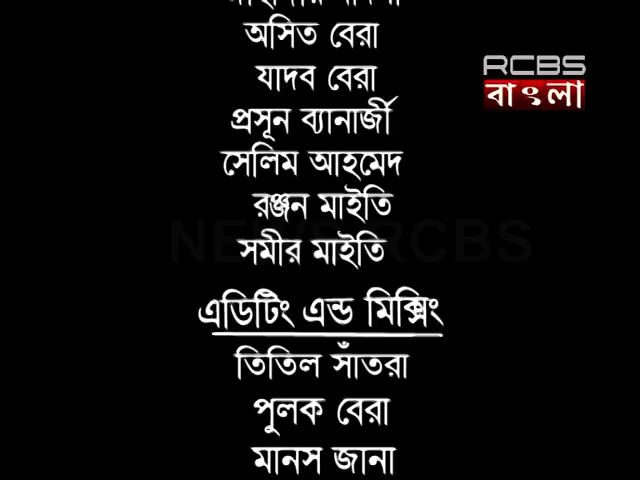 অসিত বেরা
যাদব বেরা
RCBS
বাংলা
প্রসূন ব্যানার্জী
সেলিম আহমেদ
রঞ্জন মাইতি
NEWS RCBS
সমীর মাইতি
এডিটিং এন্ড মিক্সিং
তিতিল সাঁতরা
পুলক বেরা
মানস জানা